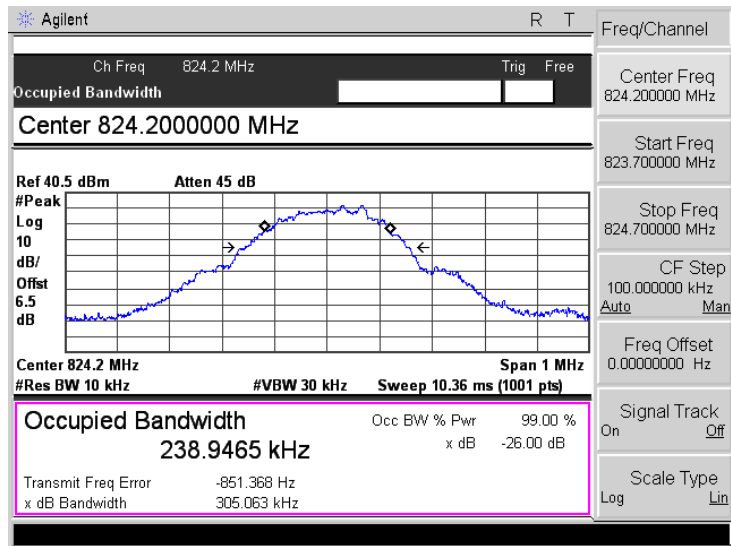 Agilent R T
Ch Freq 824.2 MHz Trig Free
Occupied Bandwidth
Center 824.2000000 MHz
Ref 40.5 dBm Atten 45 dB
#Peak
Log
10
dB/
Offst
6.5
dB
Center 824.2 MHz Span 1 MHz
#Res BW 10 kHz #VBW 30 kHz Sweep 10.36 ms (1001 pts)
Occupied Bandwidth
238.9465 kHz
Occ BW % Pwr 99.00 %
x dB -26.00 dB
Transmit Freq Error -851.368 Hz
x dB Bandwidth 305.063 kHz
Freq/Channel
Center Freq
824.200000 MHz
Start Freq
823.700000 MHz
Stop Freq
824.700000 MHz
CF Step
100.000000 kHz
Auto Man
Freq Offset
0.00000000 Hz
Signal Track
On Off
Scale Type
Log Lin